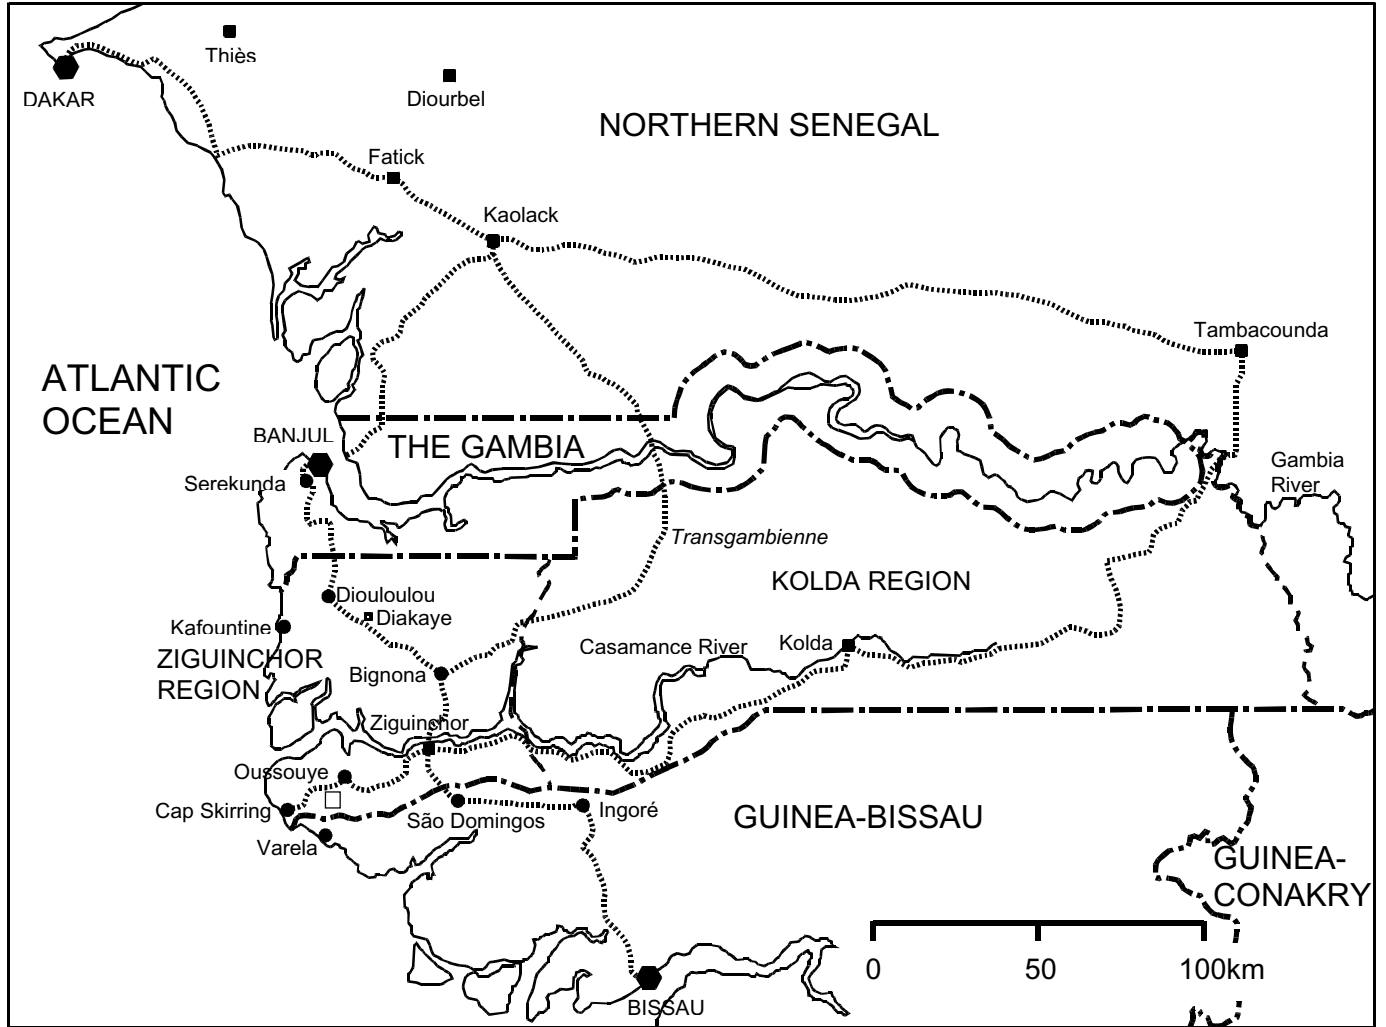 Thiès
DAKAR
Diourbel
NORTHERN SENEGAL
Fatick
Kaolack
Tambacounda
ATLANTIC
OCEAN
BANJUL
THE GAMBIA
Serekunda
Gambia
River
Transgambienne
KOLDA REGION
Diouloulou
Diakaye
Kafountine
ZIGUINCHOR
REGION
Casamance River
Kolda
Bignona
Ziguinchor
Oussouye
Cap Skirring
São Domingos
Ingoré
Varela
GUINEA-BISSAU
GUINEA-
CONAKRY
0
50
100km
BISSAU